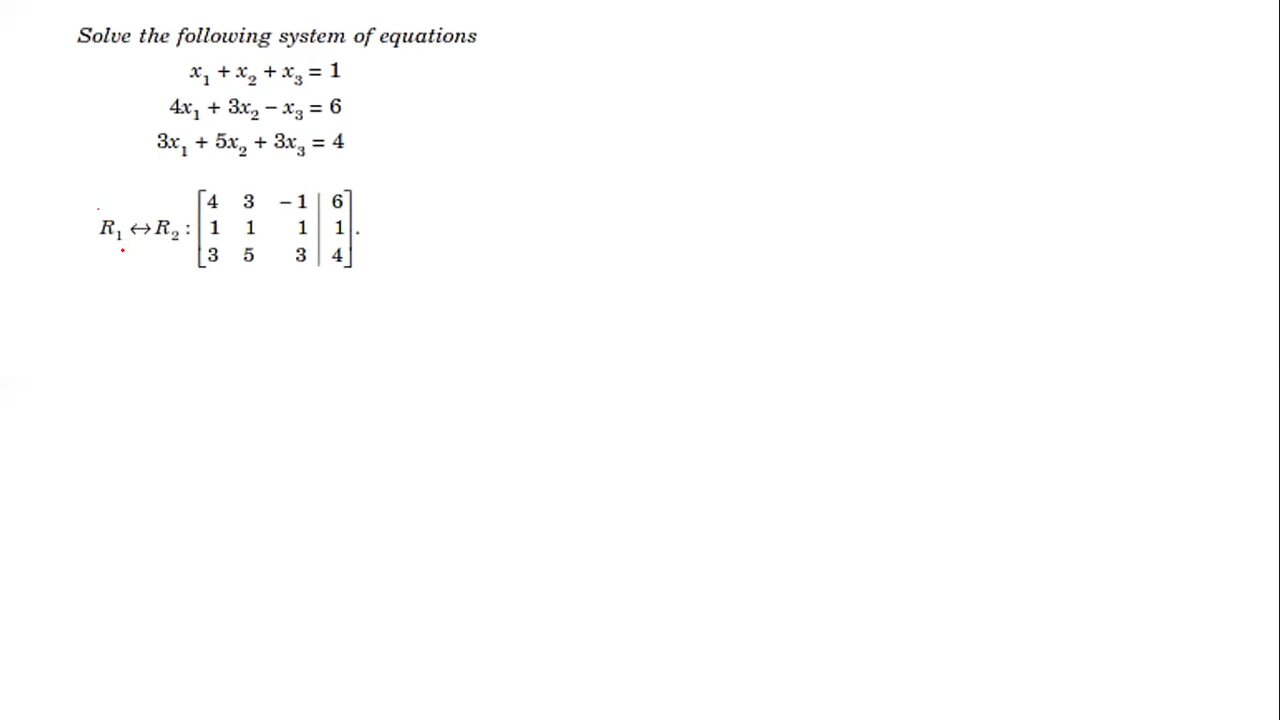 Solve the following system of equations
x₁ + x₂ + x₃ = 1
4x₁ + 3x₂ − x₃ = 6
3x₁ + 5x₂ + 3x₃ = 4
R₁ ↔ R₂ : [4 3 −1 | 6]
[1 1 1 | 1].
[3 5 3 | 4]